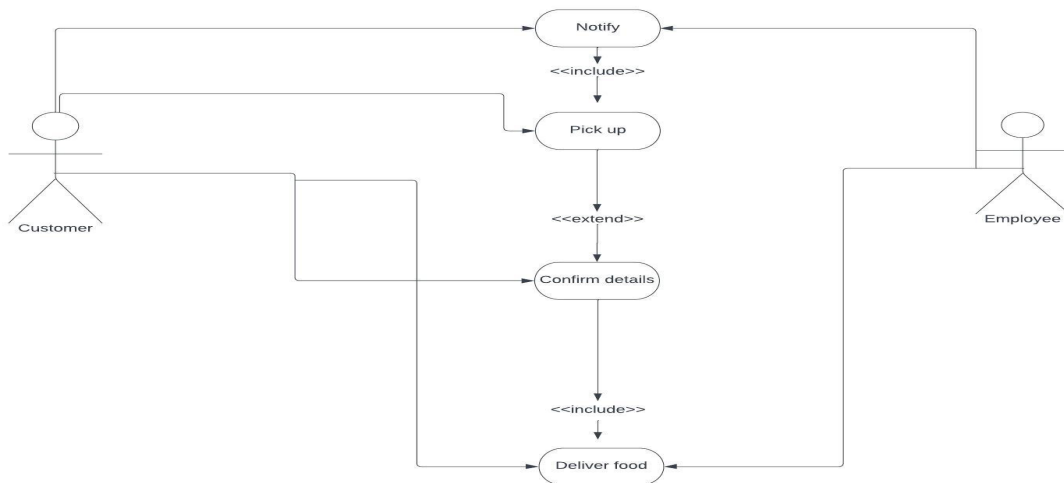 Notify
<<include>>
Pick up
Customer
Employee
<<extend>>
Confirm details
<<include>>
Deliver food